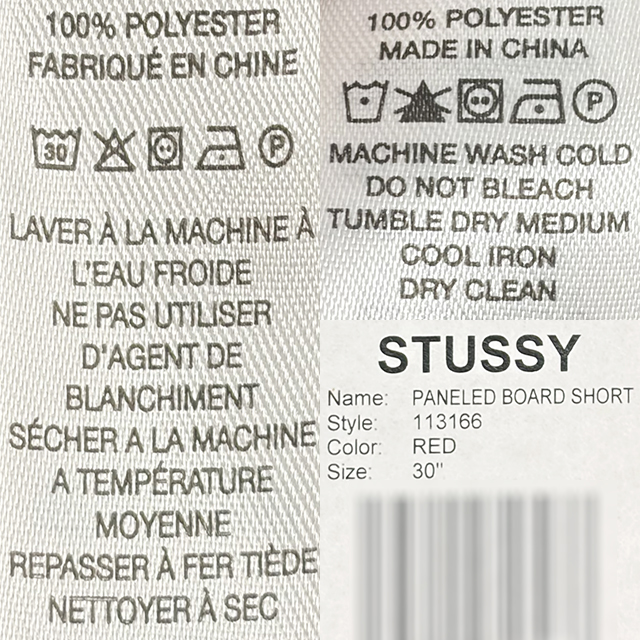 100% POLYESTER
FABRIQUÉ EN CHINE
30 P
LAVER À LA MACHINE À
L'EAU FROIDE
NE PAS UTILISER
D'AGENT DE
BLANCHIMENT
SÉCHER A LA MACHINE
A TEMPÉRATURE
MOYENNE
REPASSER À FER TIÈDE
NETTOYER À SEC
100% POLYESTER
MADE IN CHINA
P
MACHINE WASH COLD
DO NOT BLEACH
TUMBLE DRY MEDIUM
COOL IRON
DRY CLEAN
STUSSY
Name: PANELED BOARD SHORT
Style: 113166
Color: RED
Size: 30"